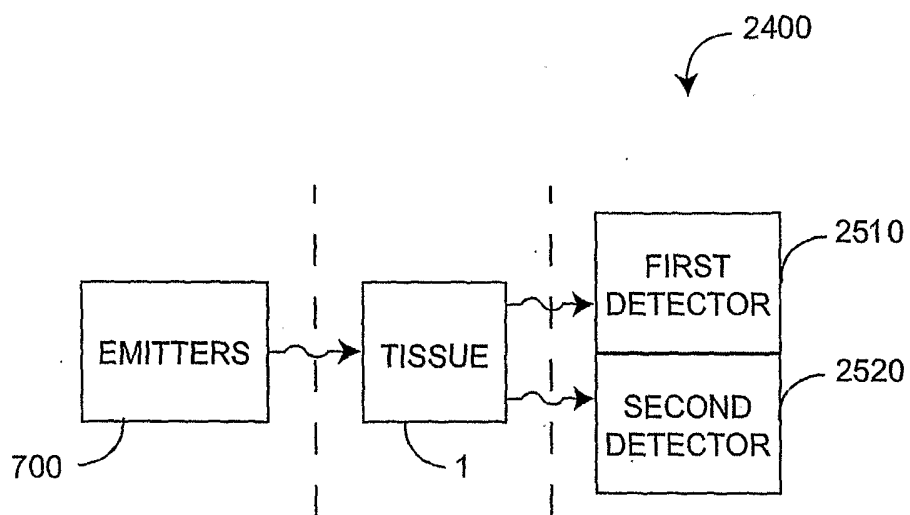 2400
2510
FIRST
DETECTOR
EMITTERS
TISSUE
2520
SECOND
DETECTOR
700
1